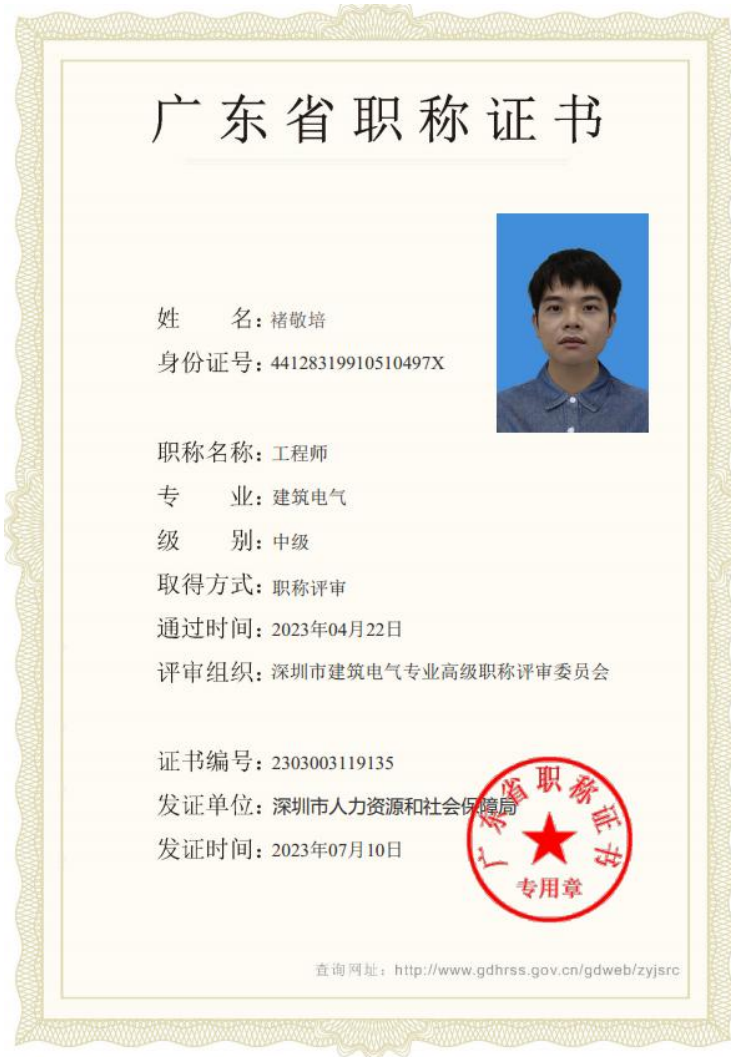 广东省职称证书
姓 名：褚敬培
身份证号：44128319910510497X
职称名称：工程师
专 业：建筑电气
级 别：中级
取得方式：职称评审
通过时间：2023年04月22日
评审组织：深圳市建筑电气专业高级职称评审委员会
证书编号：2303003119135
发证单位：深圳市人力资源和社会保障局
发证时间：2023年07月10日
广东省职称证书
专用章
查询网址：http://www.gdhrss.gov.cn/gdweb/zyjsrc